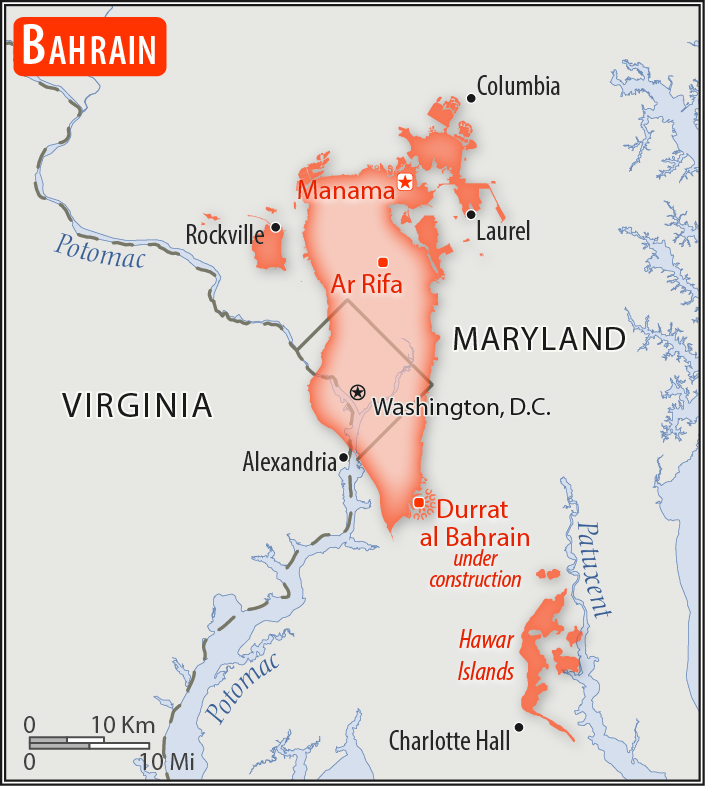 BAHRAIN
Columbia
Manama
Rockville
Laurel
Potomac
Ar Rifa
MARYLAND
VIRGINIA
Washington, D.C.
Alexandria
Durrat
al Bahrain
under
construction
Patuxent
Hawar
Islands
Potomac
0 10 Km
Charlotte Hall
0 10 Mi